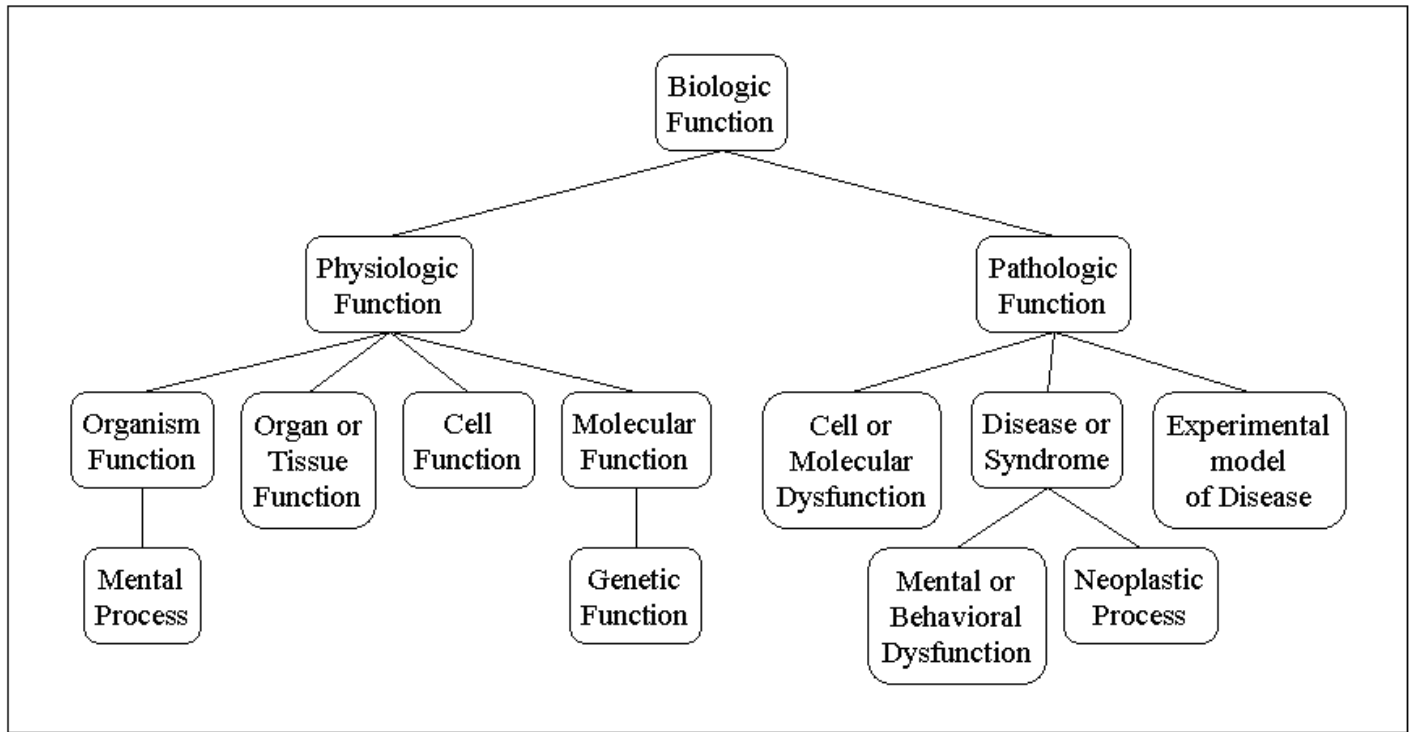 Biologic
Function
Physiologic
Function
Pathologic
Function
Organism
Function
Organ or
Tissue
Function
Cell
Function
Molecular
Function
Cell or
Molecular
Dysfunction
Disease or
Syndrome
Experimental
model
of Disease
Mental
Process
Genetic
Function
Mental or
Behavioral
Dysfunction
Neoplastic
Process